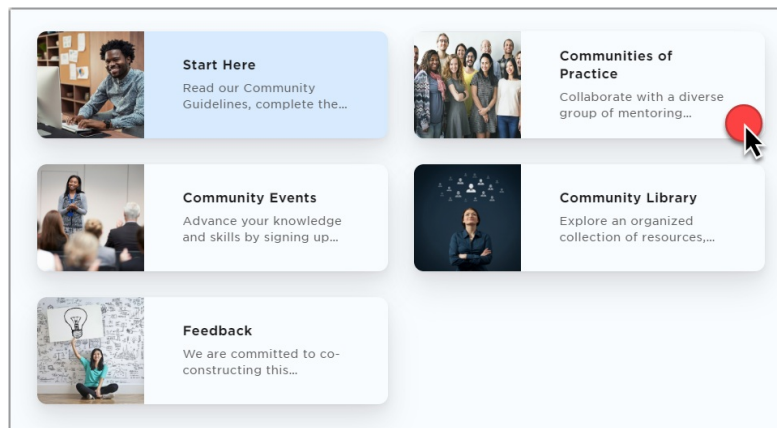 Start Here
Read our Community
Guidelines, complete the...
Communities of
Practice
Collaborate with a diverse
group of mentoring...
Community Events
Advance your knowledge
and skills by signing up...
Community Library
Explore an organized
collection of resources,...
Feedback
We are committed to co-
constructing this...